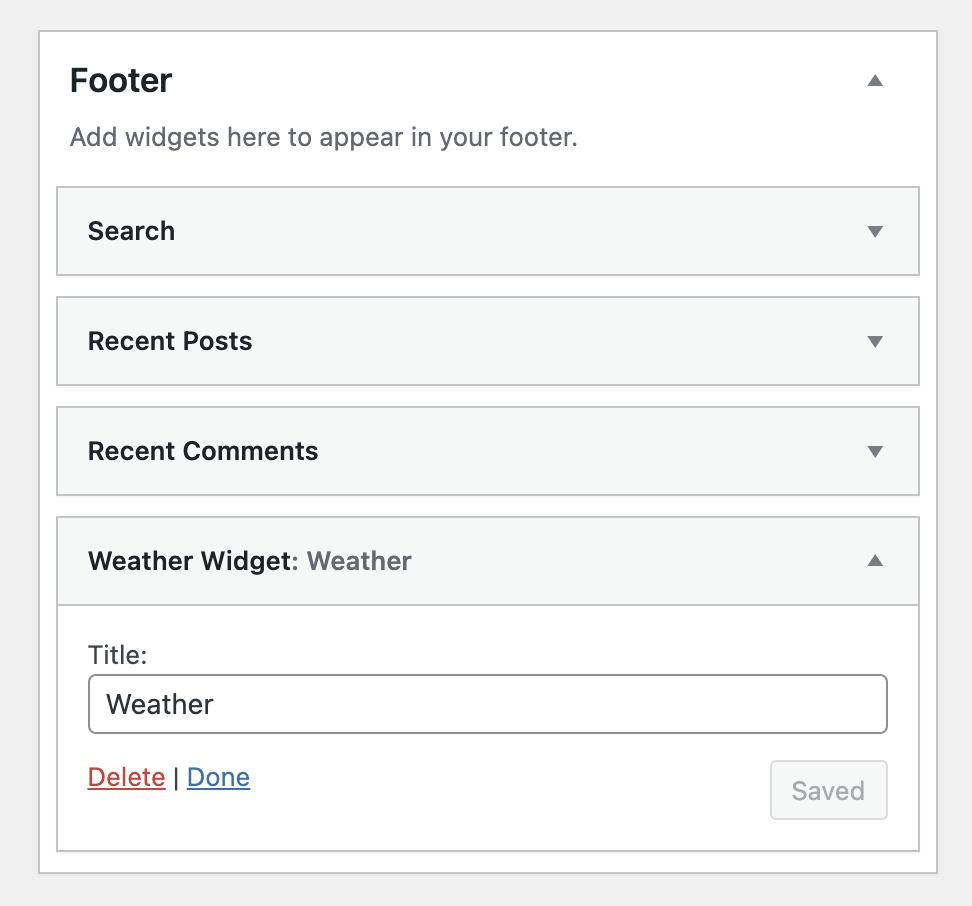 Footer
Add widgets here to appear in your footer.
Search
Recent Posts
Recent Comments
Weather Widget: Weather
Title:
Weather
Delete | Done
Saved